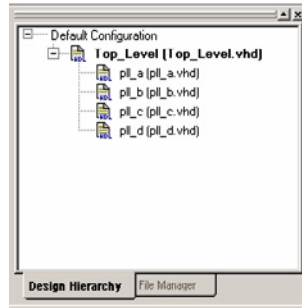 Default Configuration
Top_Level (Top_Level.vhd)
pll_a (pll_a.vhd)
pll_b (pll_b.vhd)
pll_c (pll_c.vhd)
pll_d (pll_d.vhd)
Design Hierarchy File Manager